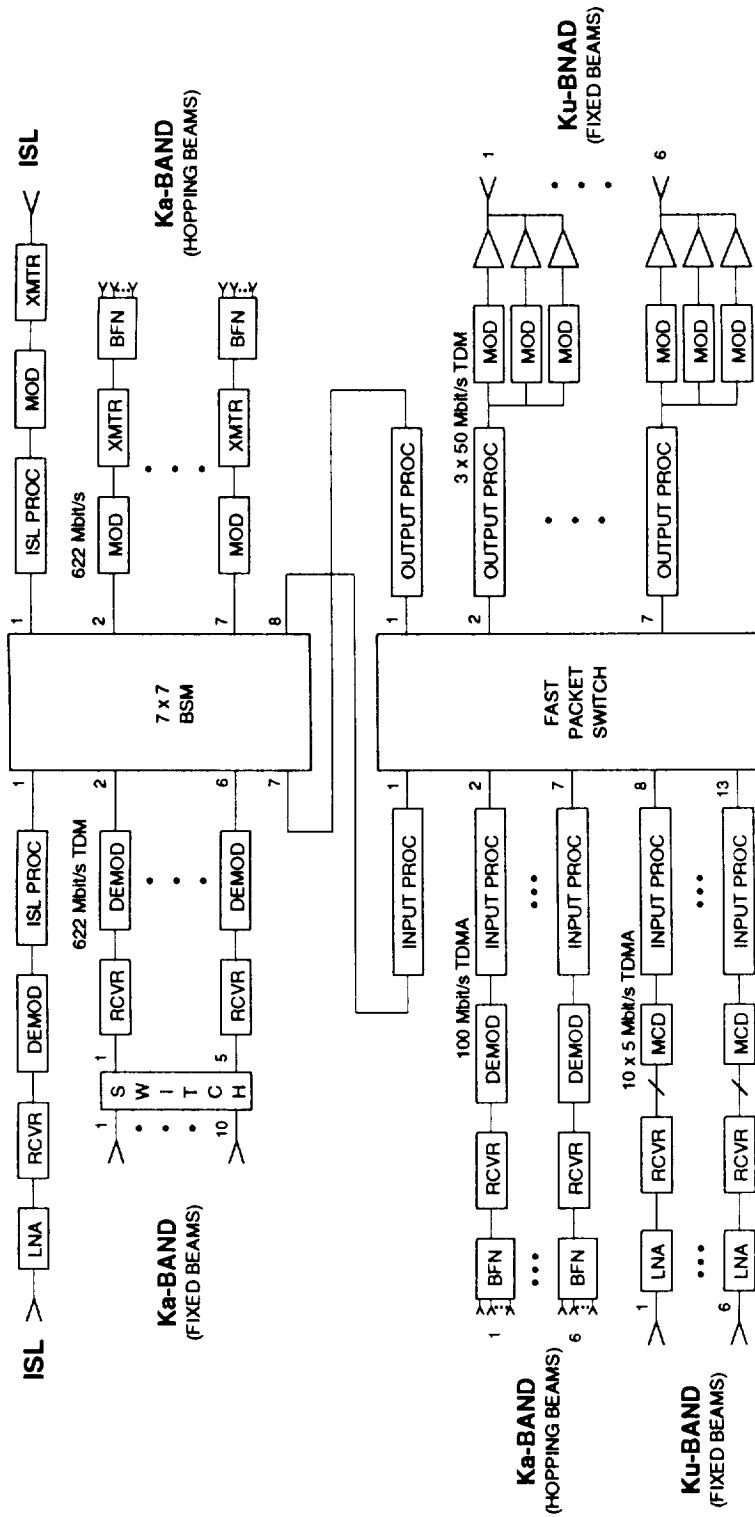 ISL
LNA
RCVR
DEMOD
ISL PROC
1
7 x 7
BSM
1
ISL PROC
MOD
XMTR
ISL
Ka-BAND
(FIXED BEAMS)
1
10
S
W
I
T
C
H
1
5
RCVR
DEMOD
RCVR
DEMOD
622 Mbit/s TDM
2
6
7
2
7
8
622 Mbit/s
MOD
XMTR
BFN
MOD
XMTR
BFN
Ka-BAND
(HOPPING BEAMS)
INPUT PROC
1
FAST
PACKET
SWITCH
1
OUTPUT PROC
Ka-BAND
(HOPPING BEAMS)
1
6
BFN
RCVR
DEMOD
INPUT PROC
2
100 Mbit/s TDMA
BFN
RCVR
DEMOD
INPUT PROC
7
Ku-BAND
(FIXED BEAMS)
1
LNA
RCVR
MCD
INPUT PROC
8
10 x 5 Mbit/s TDMA
6
LNA
RCVR
MCD
INPUT PROC
13
2
OUTPUT PROC
3 x 50 Mbit/s TDM
MOD
MOD
MOD
1
7
OUTPUT PROC
MOD
MOD
MOD
6
Ku-BNAD
(FIXED BEAMS)